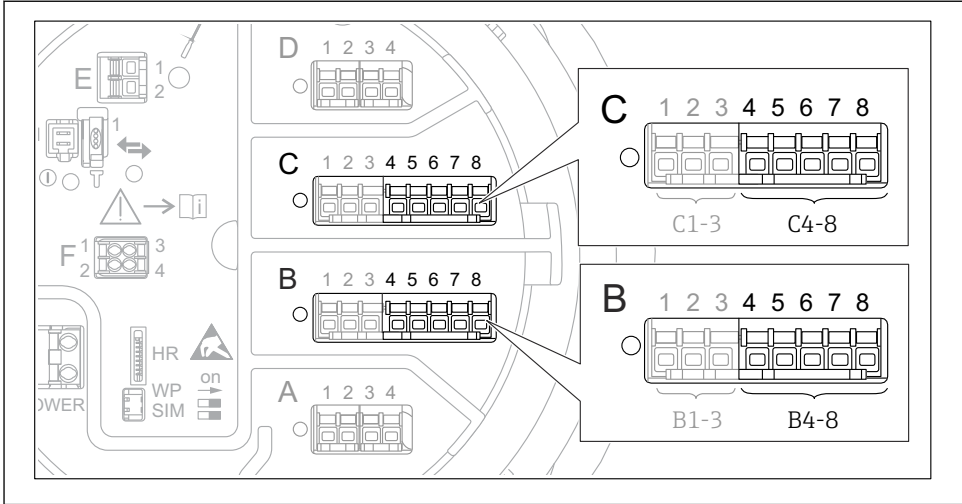 D 1 2 3 4
E 1
2
1
C 1 2 3 4 5 6 7 8
i
F 1 3
2 4
B 1 2 3 4 5 6 7 8
HR
WP on
SIM
OWER
A 1 2 3 4
C 1 2 3 4 5 6 7 8
C1-3 C4-8
B 1 2 3 4 5 6 7 8
B1-3 B4-8